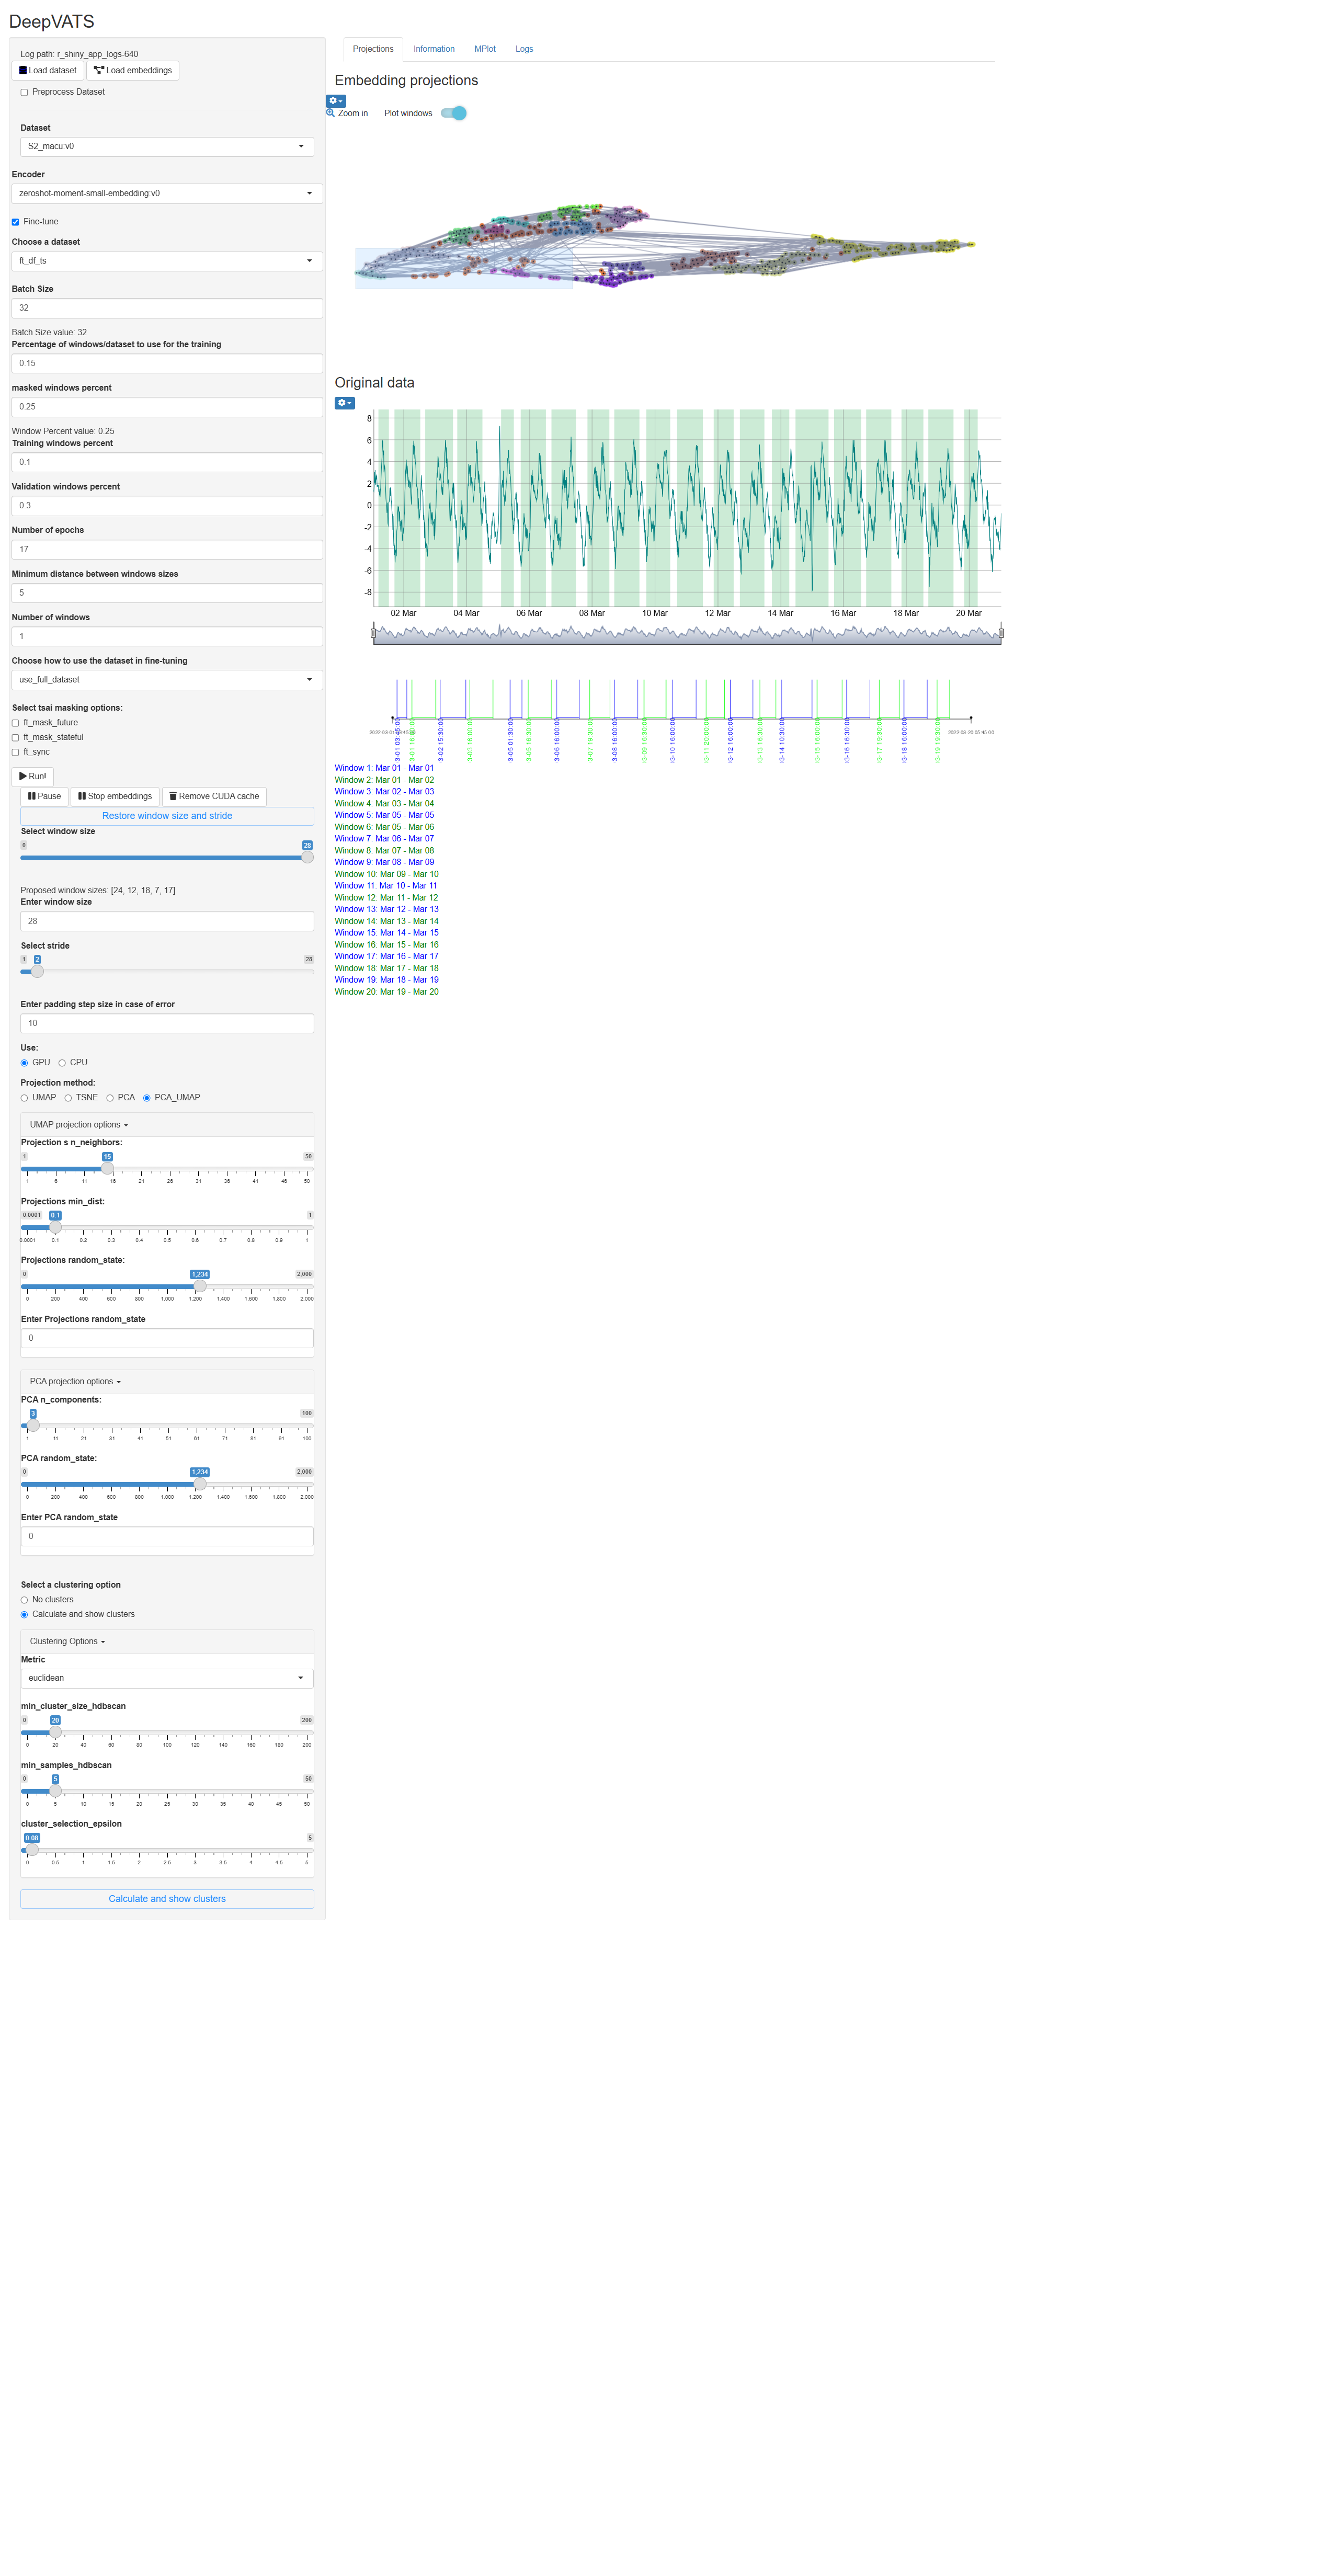 DeepVATS
Log path: r_shiny_app_logs-640
Load dataset
Load embeddings
Preprocess Dataset
Dataset
S2_macu:v0
Encoder
zeroshot-moment-small-embedding:v0
Fine-tune
Choose a dataset
ft_df_ts
Batch Size
32
Batch Size value: 32
Percentage of windows/dataset to use for the training
0.15
masked windows percent
0.25
Window Percent value: 0.25
Training windows percent
0.1
Validation windows percent
0.3
Number of epochs
17
Minimum distance between windows sizes
5
Number of windows
1
Choose how to use the dataset in fine-tuning
use_full_dataset
Select tsai masking options:
ft_mask_future
ft_mask_stateful
ft_sync
Run!
Pause
Stop embeddings
Remove CUDA cache
Restore window size and stride
Select window size
0 28
Proposed window sizes: [24, 12, 18, 7, 17]
Enter window size
28
Select stride
1 2 28
Enter padding step size in case of error
10
Use:
GPU CPU
Projection method:
UMAP TSNE PCA PCA_UMAP
UMAP projection options
Projection s n_neighbors:
1 15 50
1 6 11 16 21 26 31 36 41 46 50
Projections min_dist:
0.0001 0.1 1
0.0001 0.1 0.2 0.3 0.4 0.5 0.6 0.7 0.8 0.9 1
Projections random_state:
0 1,234 2,000
0 200 400 600 800 1,000 1,200 1,400 1,600 1,800 2,000
Enter Projections random_state
0
PCA projection options
PCA n_components:
3 100
1 11 21 31 41 51 61 71 81 91 100
PCA random_state:
0 1,234 2,000
0 200 400 600 800 1,000 1,200 1,400 1,600 1,800 2,000
Enter PCA random_state
0
Select a clustering option
No clusters
Calculate and show clusters
Clustering Options
Metric
euclidean
min_cluster_size_hdbscan
0 20 200
0 20 40 60 80 100 120 140 160 180 200
min_samples_hdbscan
0 5 50
0 5 10 15 20 25 30 35 40 45 50
cluster_selection_epsilon
0.08 5
0 0.5 1 1.5 2 2.5 3 3.5 4 4.5 5
Calculate and show clusters
Projections Information MPlot Logs
Embedding projections
Zoom in Plot windows
Original data
8
6
4
2
0
-2
-4
-6
-8
02 Mar 04 Mar 06 Mar 08 Mar 10 Mar 12 Mar 14 Mar 16 Mar 18 Mar 20 Mar
2022-03-20 05:45:00
Window 1: Mar 01 - Mar 01
Window 2: Mar 01 - Mar 02
Window 3: Mar 02 - Mar 03
Window 4: Mar 03 - Mar 04
Window 5: Mar 05 - Mar 05
Window 6: Mar 05 - Mar 06
Window 7: Mar 06 - Mar 07
Window 8: Mar 07 - Mar 08
Window 9: Mar 08 - Mar 09
Window 10: Mar 09 - Mar 10
Window 11: Mar 10 - Mar 11
Window 12: Mar 11 - Mar 12
Window 13: Mar 12 - Mar 13
Window 14: Mar 13 - Mar 14
Window 15: Mar 14 - Mar 15
Window 16: Mar 15 - Mar 16
Window 17: Mar 16 - Mar 17
Window 18: Mar 17 - Mar 18
Window 19: Mar 18 - Mar 19
Window 20: Mar 19 - Mar 20